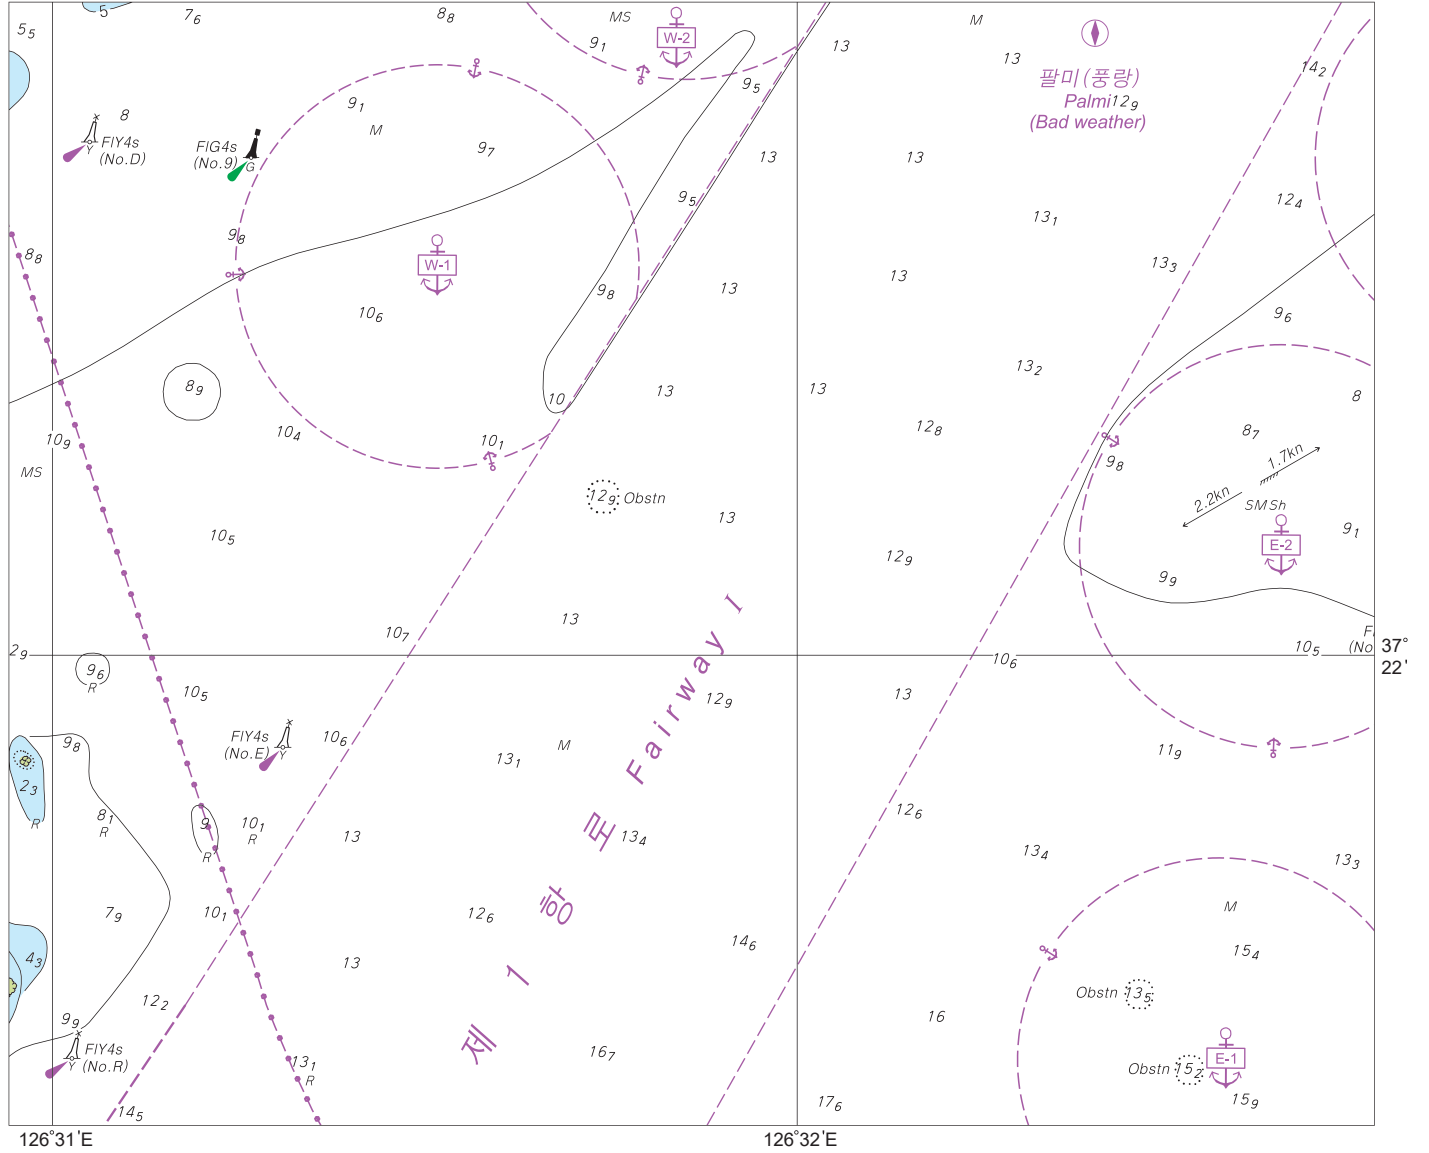 5
7₆
8₈
MS
W-2
M
5₅
9₁
13
13
팔미(풍랑)
Palmi
12₉
(Bad weather)
14₂
8
9₁
9₅
FlY4s
(No.D)
Y
FlG4s
(No.9)
G
M
9₇
13
13
9₅
12₄
13₁
9₈
8₈
W-1
13₃
13
13
9₈
10₆
9₆
13₂
8₉
13
13
8
10
10₉
10₄
10₁
12₈
8₇
MS
9₈
1.7kn
12₉
Obstn
13
2.2kn
SMSh
10₅
E-2
9₁
12₉
9₉
13
Fairway I
10₇
10₅
(No
2₉
10₆
37°
22'
9₆
R
10₅
12₉
13
FlY4s
(No.E)
Y
10₆
9₈
M
13₁
11₉
2₃
R
8₁
R
9
R
10₁
R
13
13₄
12₆
13₄
13₃
제 1 항로
7₉
10₁
12₆
M
14₆
15₄
4₃
13
Obstn
13₅
12₂
16
9₉
FlY4s
(No.R)
Y
13₁
R
16₇
Obstn
15₂
E-1
14₅
17₆
15₉
126°31'E
126°32'E